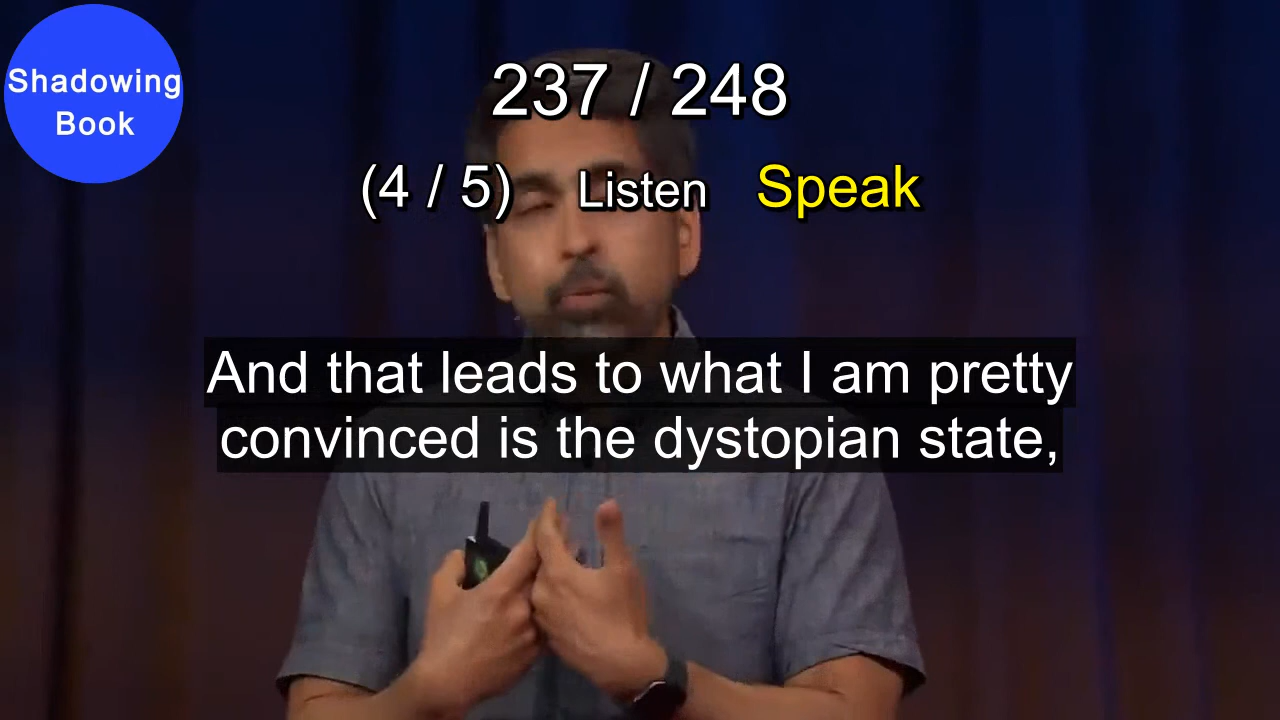 Shadowing
Book
237 / 248
(4 / 5) Listen Speak
And that leads to what I am pretty
convinced is the dystopian state,